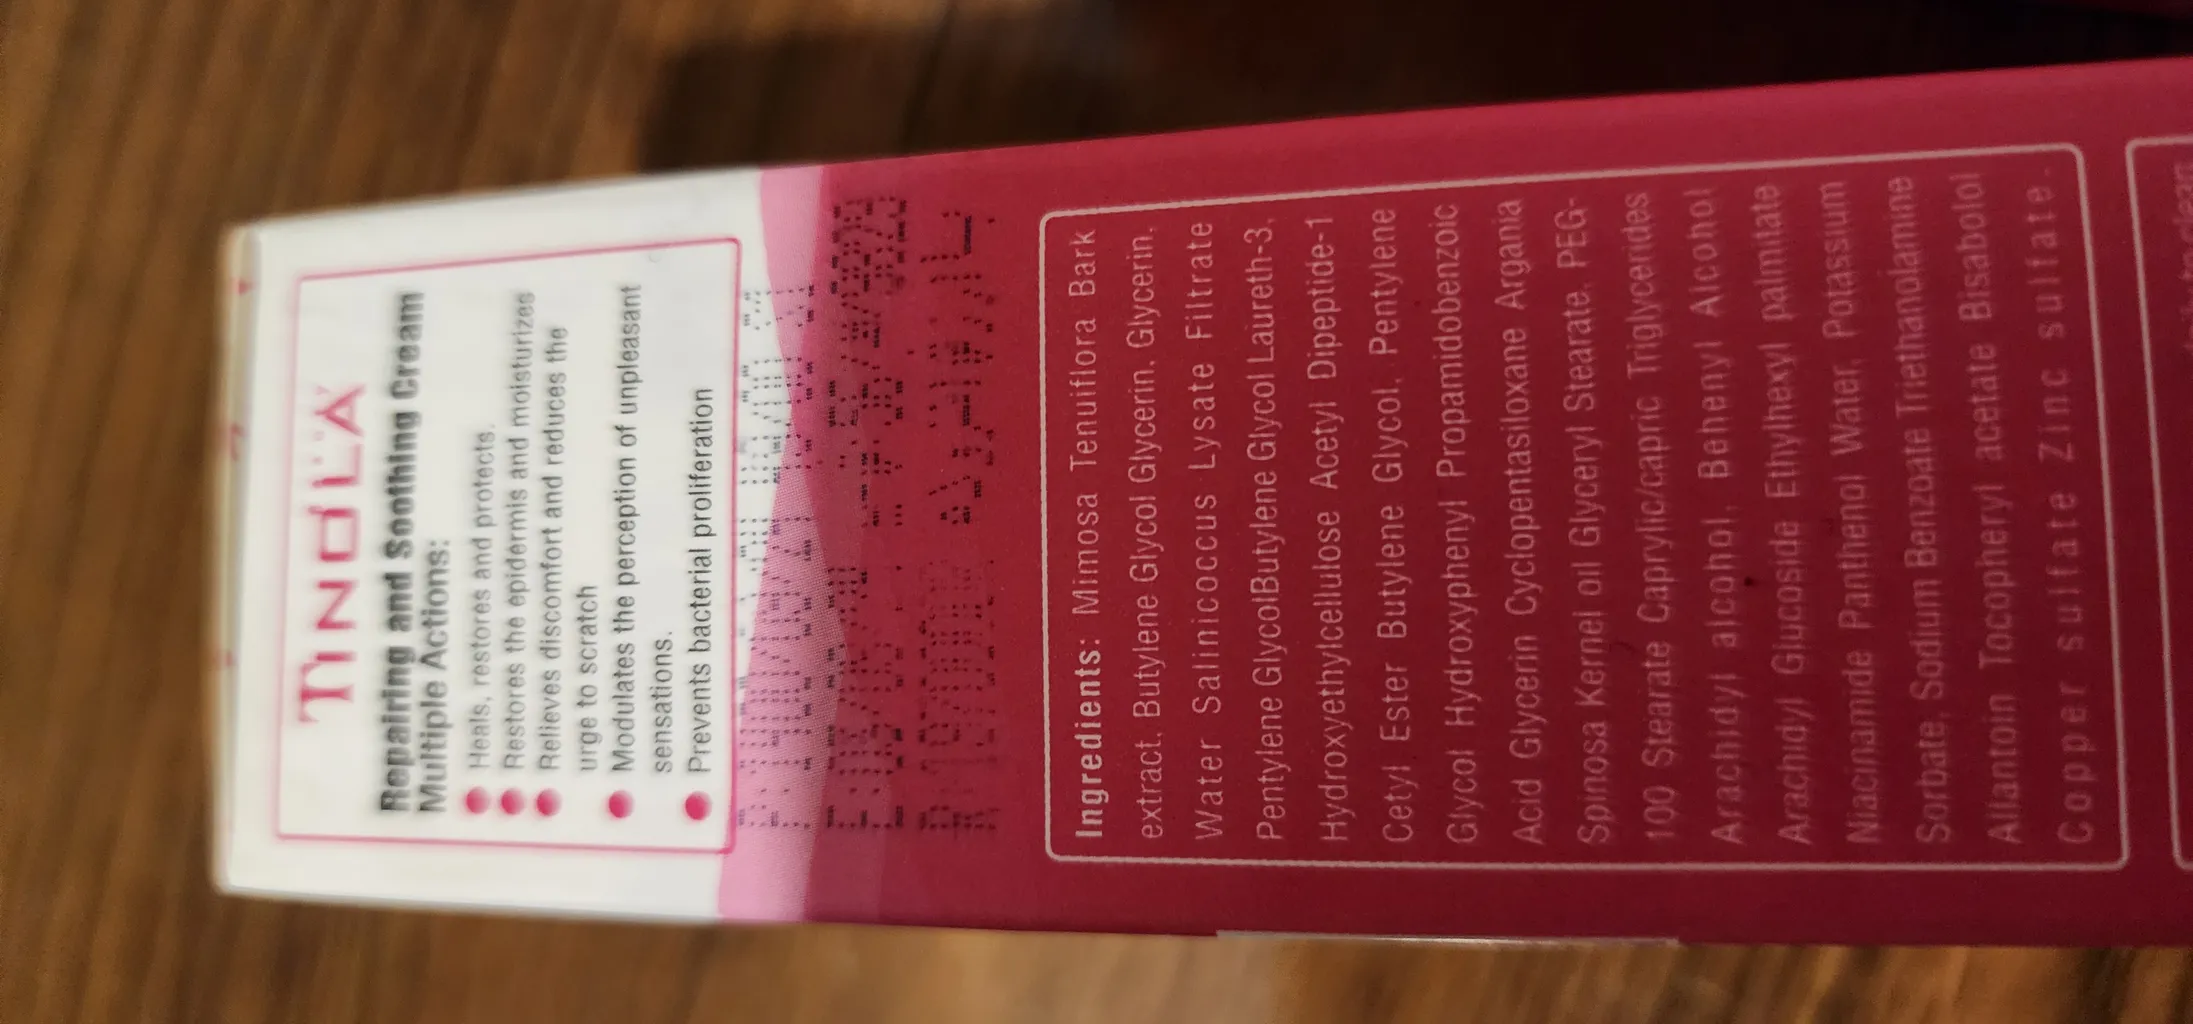 TINOLA
Repairing and Soothing Cream
Multiple Actions:
Heals, restores and protects.
Restores the epidermis and moisturizes
Relieves discomfort and reduces the
urge to scratch
Modulates the perception of unpleasant
sensations.
Prevents bacterial proliferation
Ingredients: Mimosa Tenuiflora Bark
extract, Butylene Glycol Glycerin, Glycerin,
Water Salinicoccus Lysate Filtrate
Pentylene GlycolButylene Glycol Laureth-3,
Hydroxyethylcellulose Acetyl Dipeptide-1
Cetyl Ester Butylene Glycol, Pentylene
Glycol Hydroxyphenyl Propamidobenzoic
Acid Glycerin Cyclopentasiloxane Argania
Spinosa Kernel oil Glyceryl Stearate, PEG-
100 Stearate Caprylic/capric Triglycerides
Arachidyl alcohol, Behenyl Alcohol
Arachidyl Glucoside Ethylhexyl palmitate
Niacinamide Panthenol Water, Potassium
Sorbate, Sodium Benzoate Triethanolamine
Allantoin Tocopheryl acetate Bisabolol
Copper sulfate Zinc sulfate.